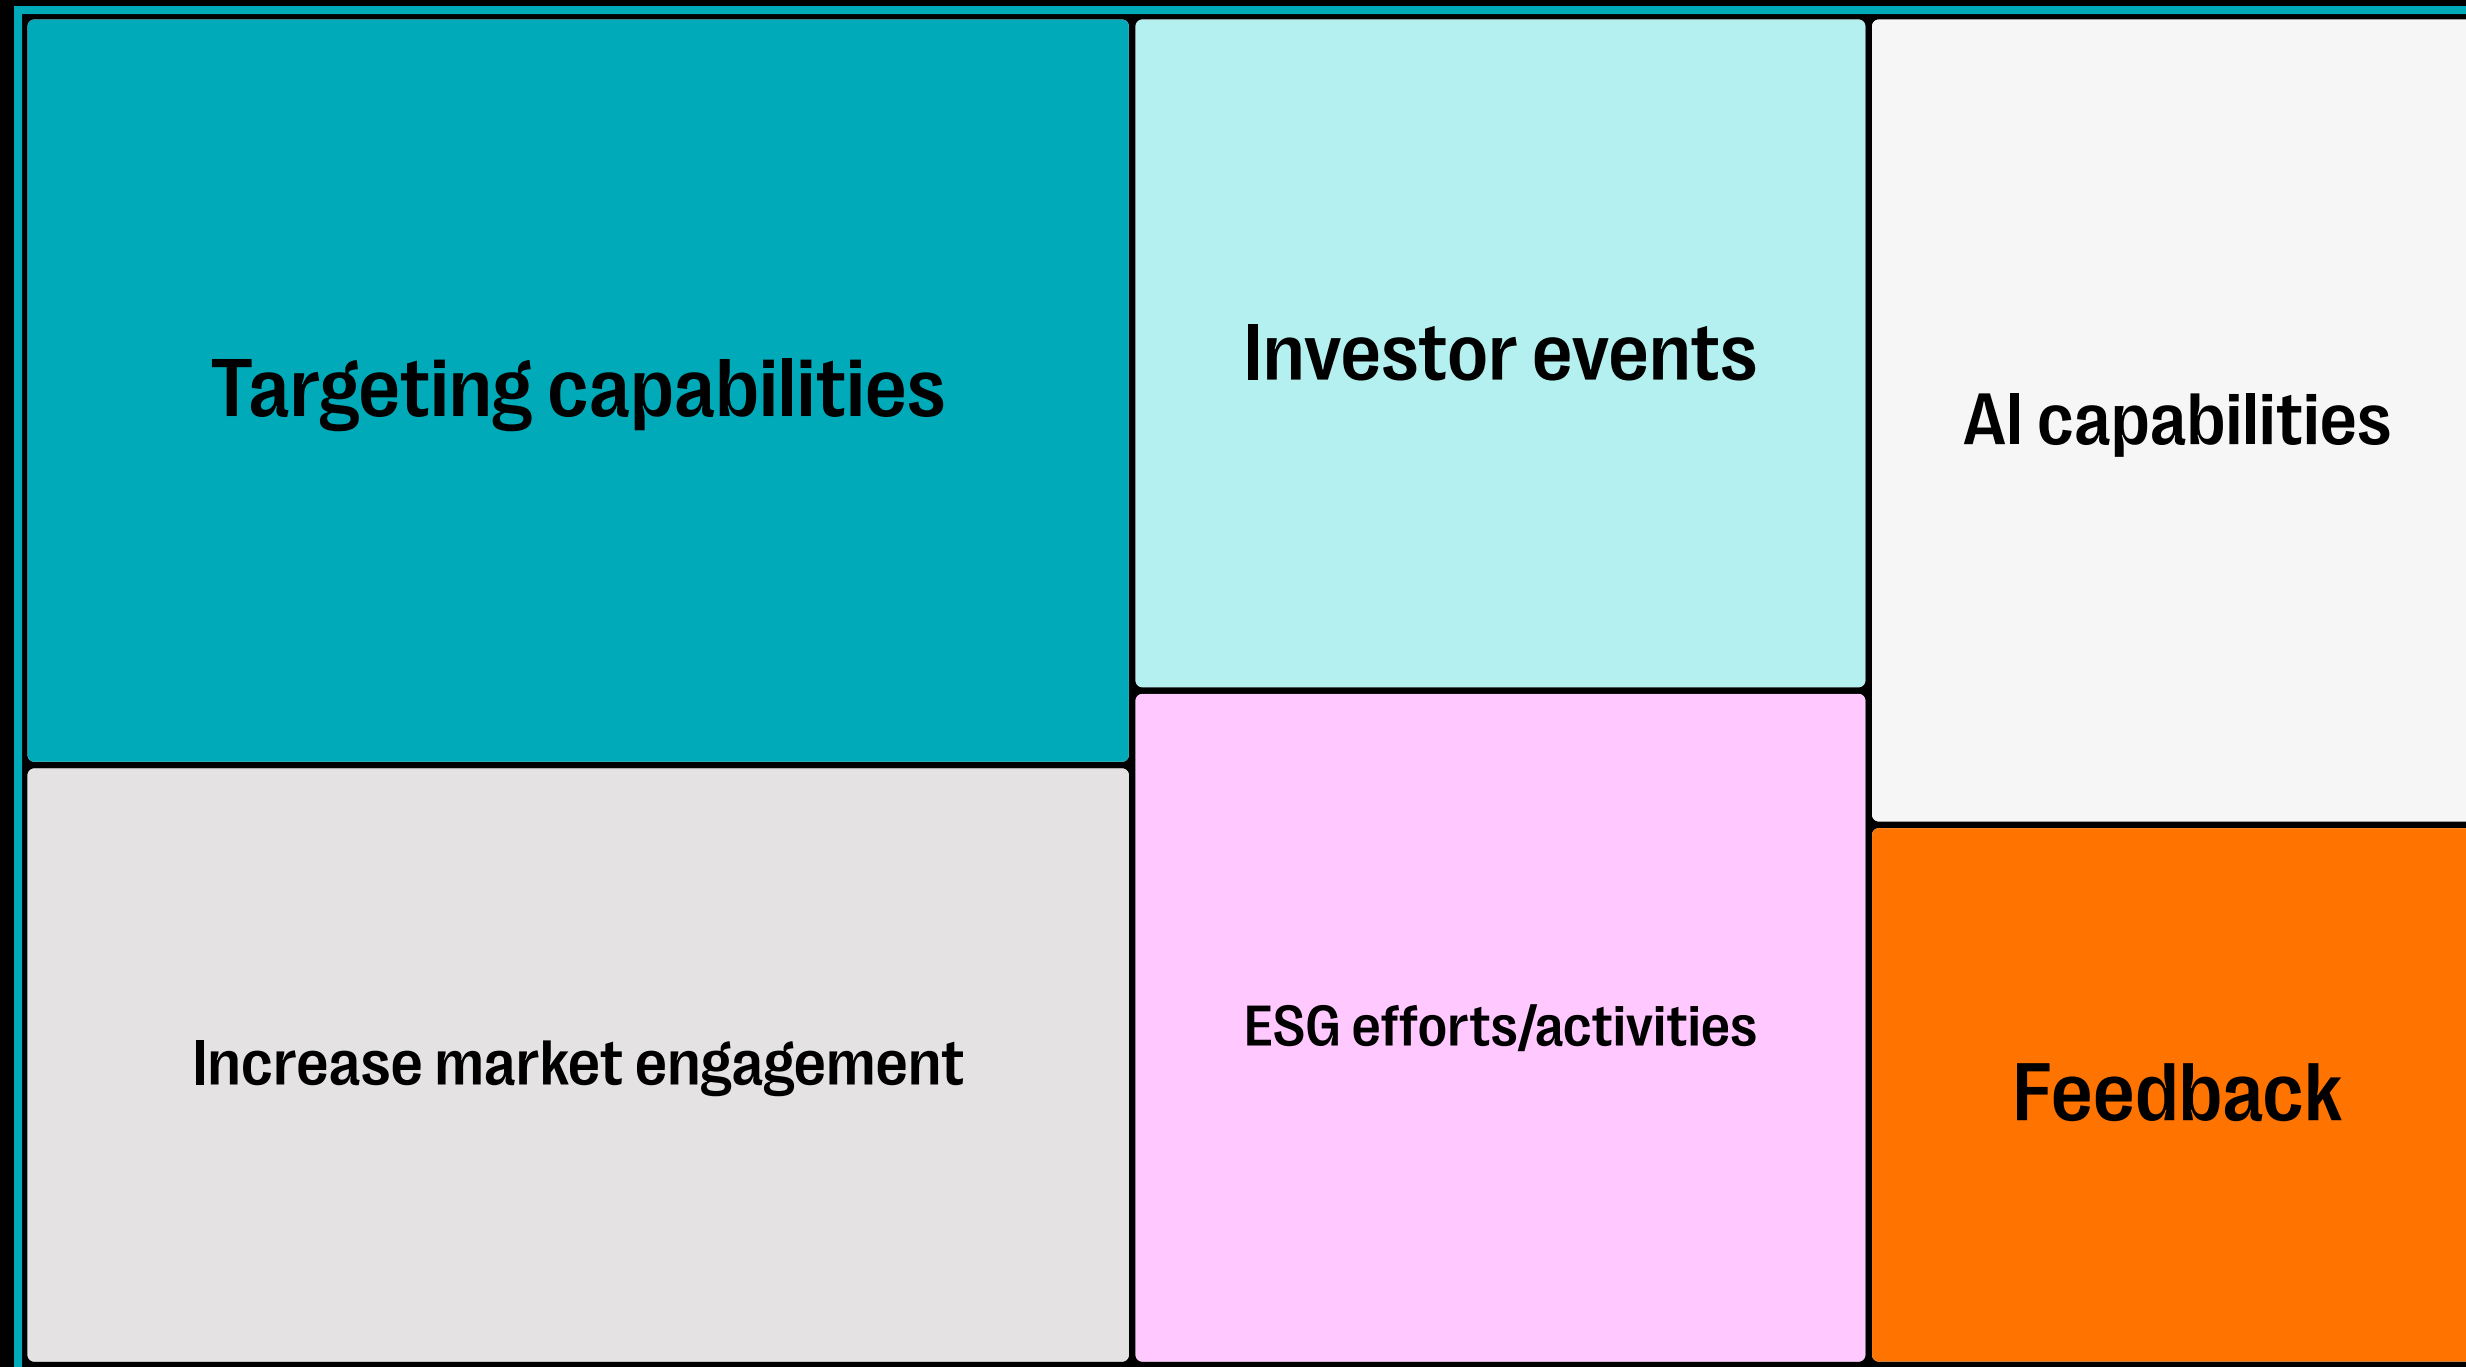 Targeting capabilities
Investor events
AI capabilities
Increase market engagement
ESG efforts/activities
Feedback